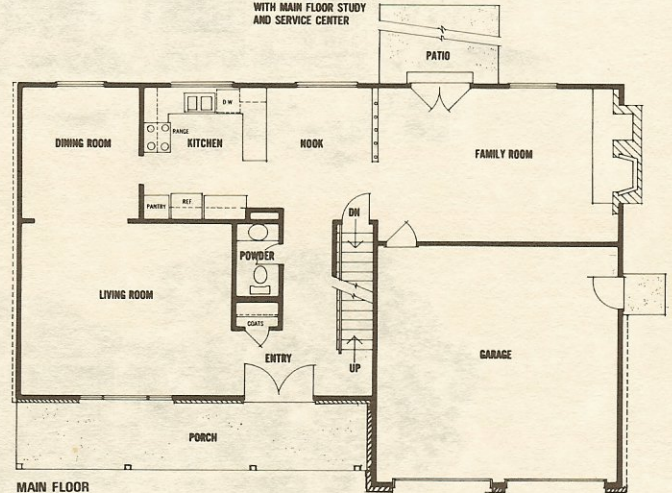 WITH MAIN FLOOR STUDY
AND SERVICE CENTER
PATIO
DINING ROOM
RANGE
KITCHEN
D W
NOOK
FAMILY ROOM
PANTRY
REF.
DN
POWDER
LIVING ROOM
COATS
ENTRY
UP
GARAGE
PORCH
MAIN FLOOR